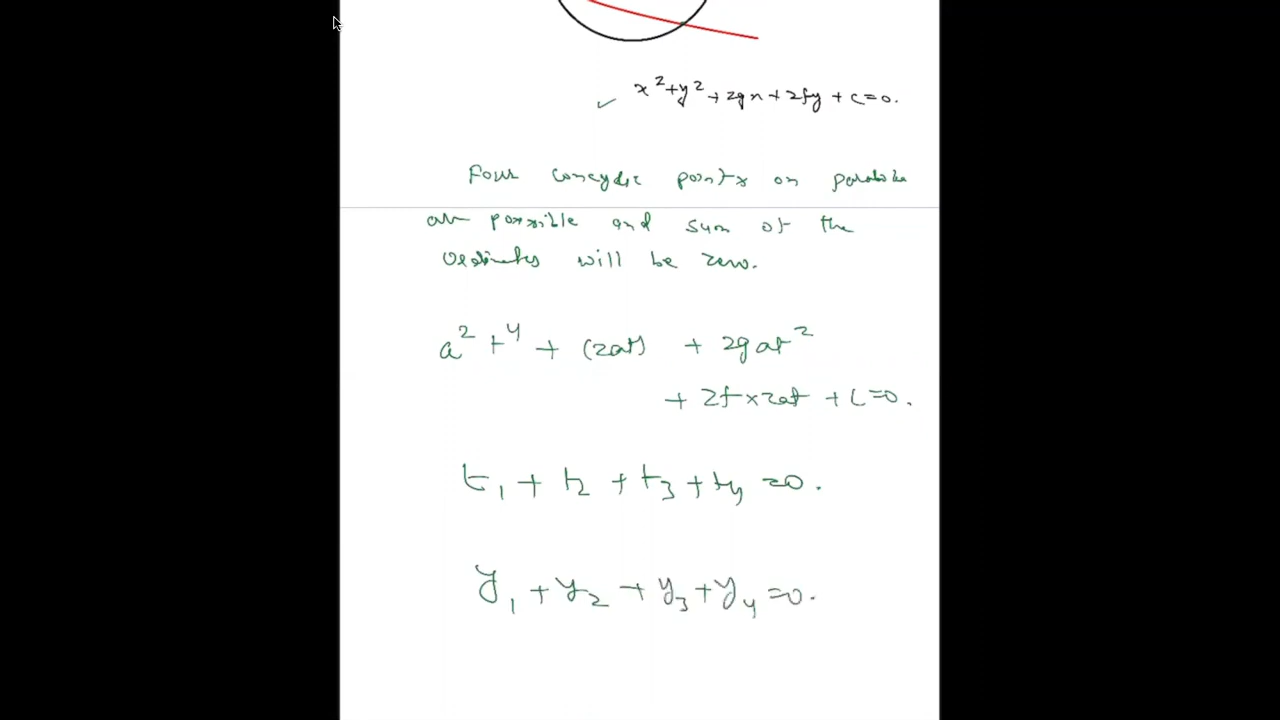 ✓ x²+y²+2gx+2fy+c=0.
Four concyclic points on parabola
are possible and sum of the
ordinates will be zero.
a²t⁴ + (2at) + 2gat²
+ 2f×2at + c=0.
t₁+t₂+t₃+t₄=0.
y₁+y₂+y₃+y₄=0.